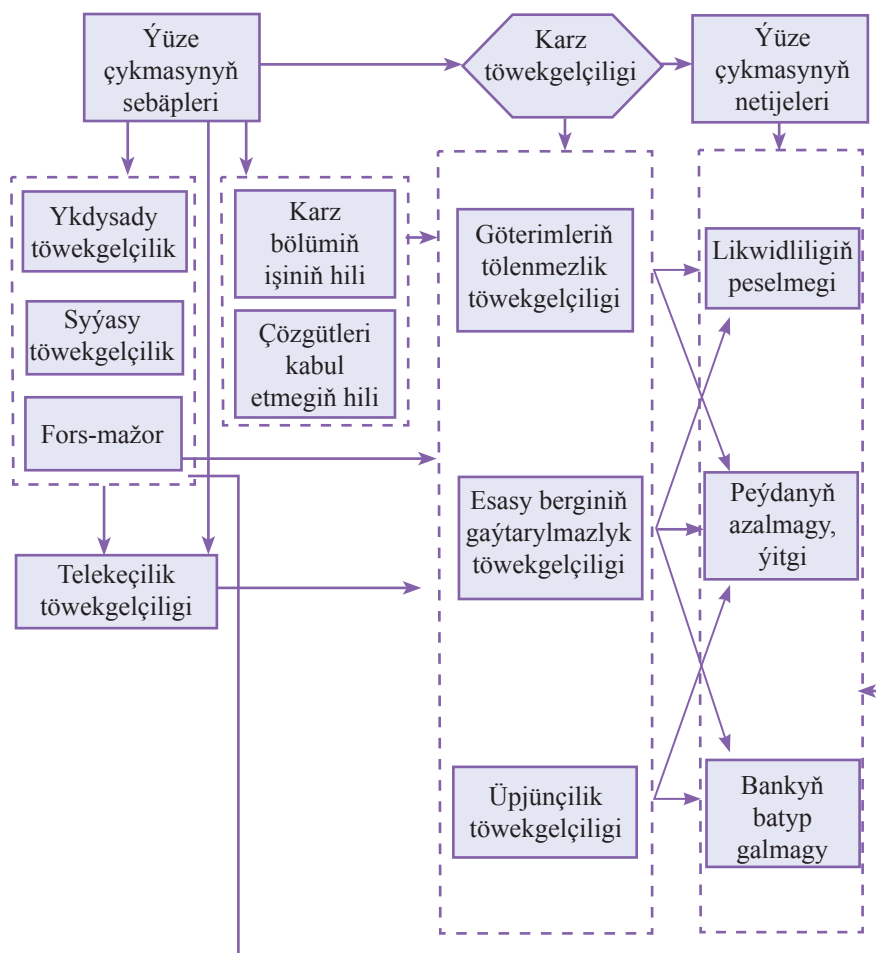 Ýüze
çykmasynyň
sebäpleri
Karz
töwekgelçiligi
Ýüze
çykmasynyň
netijeleri
Ykdysady
töwekgelçilik
Syýasy
töwekgelçilik
Fors-mažor
Karz
bölümiň
işiniň hili
Çözgütleri
kabul
etmegiň hili
Telekeçilik
töwekgelçiligi
Göterimleriň
tölenmezlik
töwekgelçiligi
Esasy berginiň
gaýtarylmazlyk
töwekgelçiligi
Üpjünçilik
töwekgelçiligi
Likwidliligiň
peselmegi
Peýdanyň
azalmagy,
ýitgi
Bankyň
batyp
galmagy